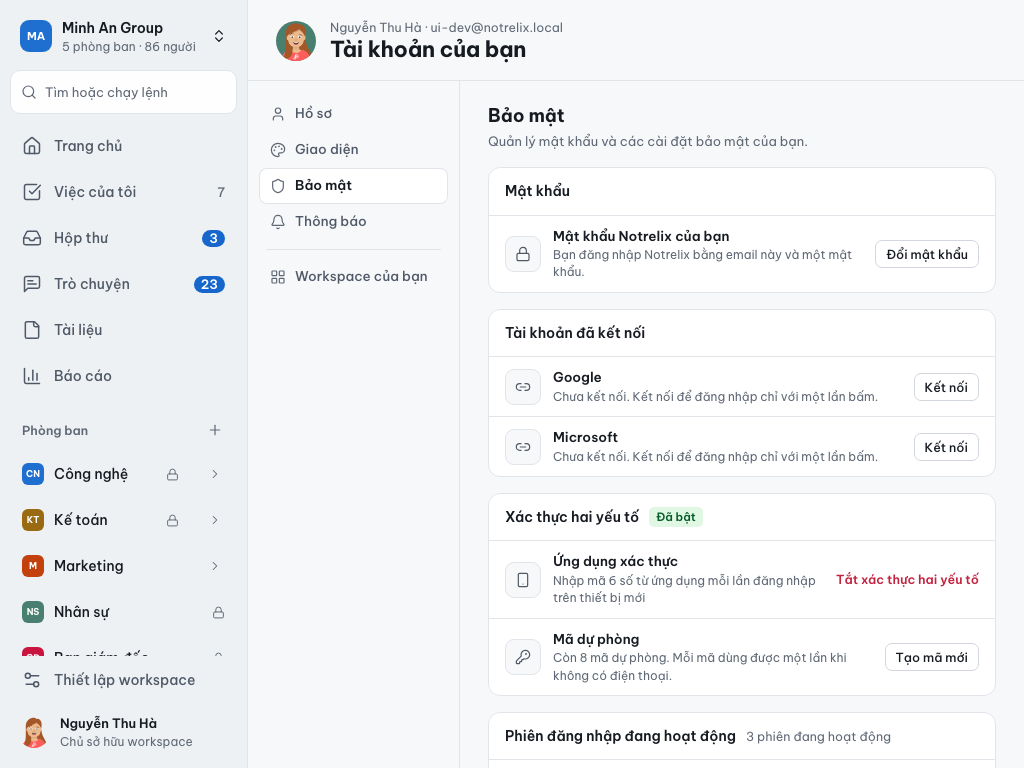 MA
Minh An Group
5 phòng ban · 86 người
Tìm hoặc chạy lệnh
Trang chủ
Việc của tôi 7
Hộp thư 3
Trò chuyện 23
Tài liệu
Báo cáo
Phòng ban
CN Công nghệ
KT Kế toán
M Marketing
NS Nhân sự
Thiết lập workspace
Nguyễn Thu Hà
Chủ sở hữu workspace
Nguyễn Thu Hà · ui-dev@notrelix.local
Tài khoản của bạn
Hồ sơ
Giao diện
Bảo mật
Thông báo
Workspace của bạn
Bảo mật
Quản lý mật khẩu và các cài đặt bảo mật của bạn.
Mật khẩu
Mật khẩu Notrelix của bạn
Bạn đăng nhập Notrelix bằng email này và một mật
khẩu.
Đổi mật khẩu
Tài khoản đã kết nối
Google
Chưa kết nối. Kết nối để đăng nhập chỉ với một lần bấm.
Kết nối
Microsoft
Chưa kết nối. Kết nối để đăng nhập chỉ với một lần bấm.
Kết nối
Xác thực hai yếu tố Đã bật
Ứng dụng xác thực
Nhập mã 6 số từ ứng dụng mỗi lần đăng nhập
trên thiết bị mới
Tắt xác thực hai yếu tố
Mã dự phòng
Còn 8 mã dự phòng. Mỗi mã dùng được một lần khi
không có điện thoại.
Tạo mã mới
Phiên đăng nhập đang hoạt động 3 phiên đang hoạt động